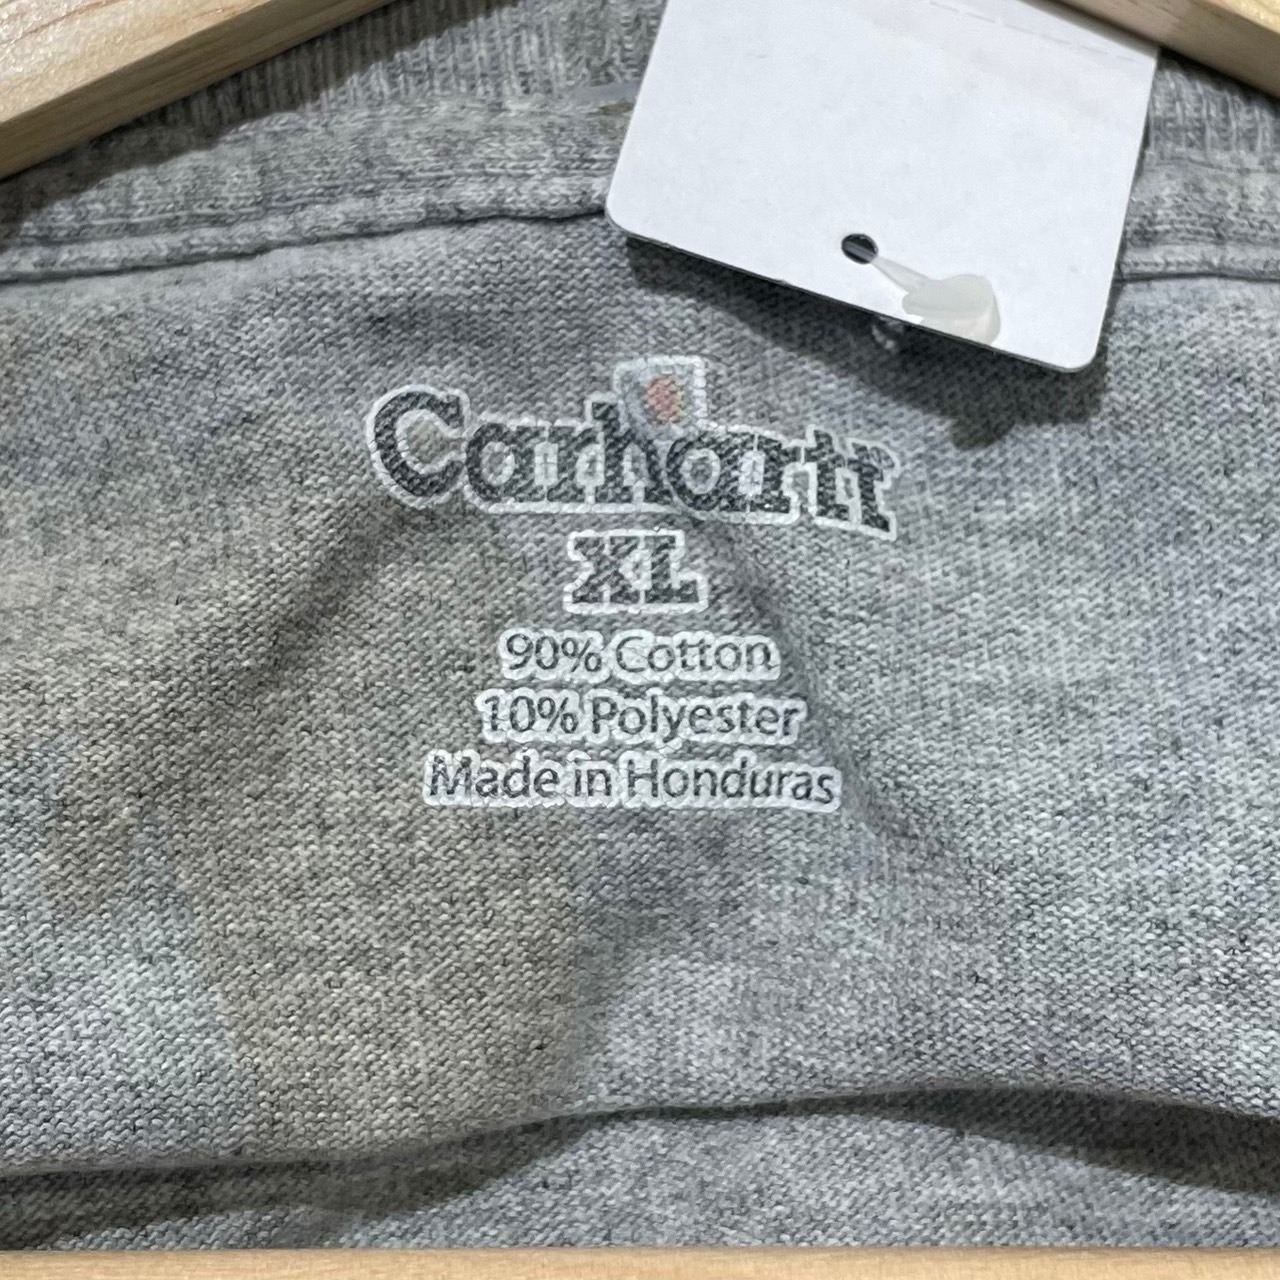 Carhartt
XL
90% Cotton
10% Polyester
Made in Honduras